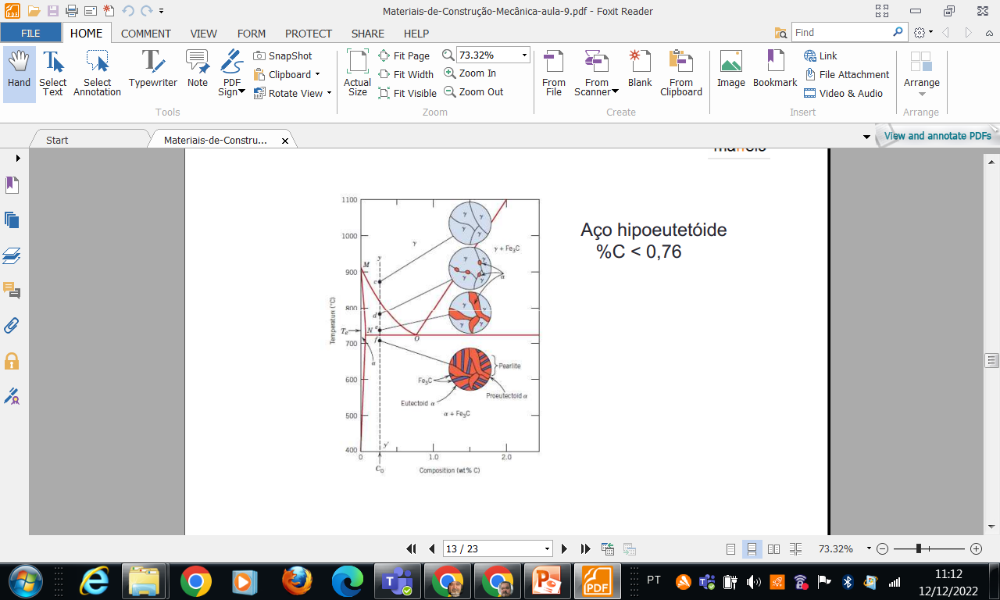 Materiais-de-Construção-Mecânica-aula-9.pdf - Foxit Reader
FILE
HOME
COMMENT
VIEW
FORM
PROTECT
SHARE
HELP
Find
Hand
Select Text
Select Annotation
Typewriter
Note
PDF Sign
SnapShot
Clipboard
Rotate View
Tools
Actual Size
Fit Page
Fit Width
Fit Visible
73.32%
Zoom In
Zoom Out
Zoom
From File
From Scanner
Blank
From Clipboard
Create
Image
Bookmark
Link
File Attachment
Video & Audio
Insert
Arrange
Arrange
Start
Materiais-de-Constru...
View and annotate PDFs
1100
1000
900
800
700
600
500
400
Temperature (°C)
γ
γ
γ
γ
γ
γ + Fe₃C
y
M
c
γ
γ
γ
γ
α
d
γ
γ
γ
Te
N
e
O
f
α
Pearlite
Fe₃C
Proeutectoid α
Eutectoid α
α + Fe₃C
y'
0
1.0
2.0
C₀
Composition (wt% C)
Aço hipoeutetóide
%C < 0,76
13 / 23
73.32%
PT
11:12
12/12/2022